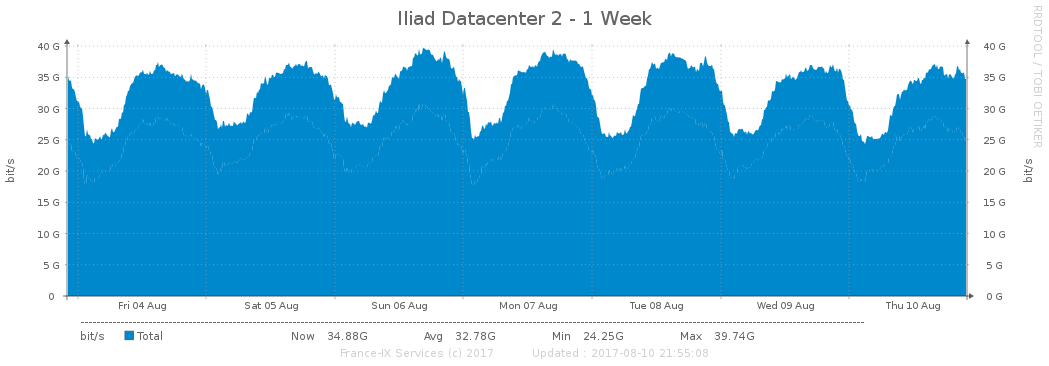 Iliad Datacenter 2 - 1 Week
RRDTOOL / TOBI OETIKER
40 G 40 G
35 G 35 G
30 G 30 G
25 G 25 G
20 G 20 G
15 G 15 G
10 G 10 G
5 G 5 G
0 0 G
bit/s bit/s
Fri 04 Aug Sat 05 Aug Sun 06 Aug Mon 07 Aug Tue 08 Aug Wed 09 Aug Thu 10 Aug
bit/s Total Now 34.88G Avg 32.78G Min 24.25G Max 39.74G
France-IX Services (c) 2017 Updated : 2017-08-10 21:55:08